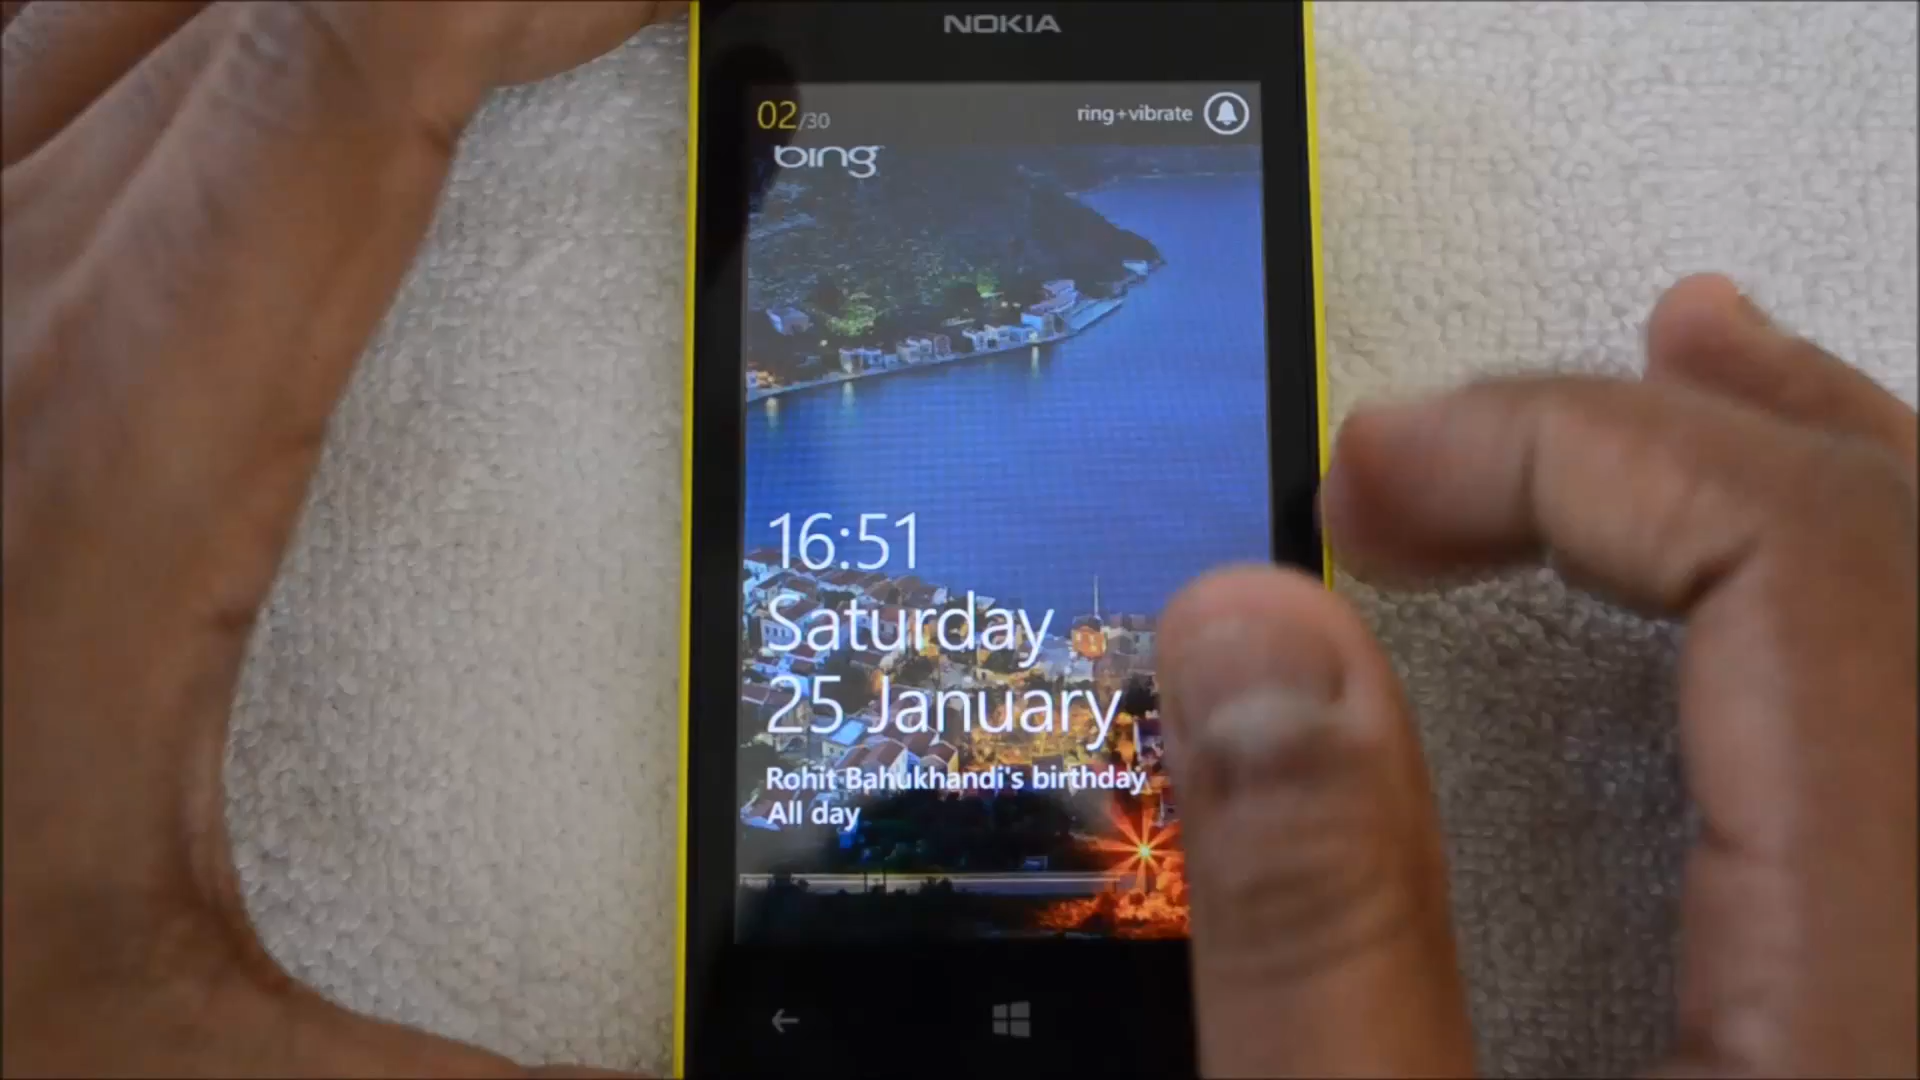 NOKIA
02/30 ring+vibrate
bing
16:51
Saturday
25 January
Rohit Bahukhandi's birthday
All day